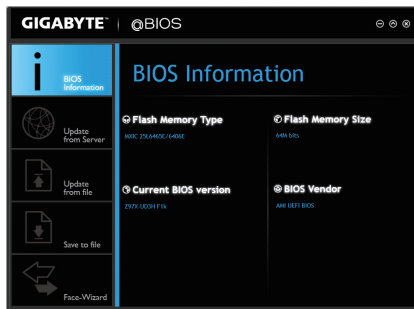 GIGABYTE™ @BIOS
BIOS
Information
Update
from Server
Update
from file
Save to file
Face-Wizard
BIOS Information
Flash Memory Type
MXIC 25L6465E/6406E
Flash Memory Size
64M bits
Current BIOS version
Z97X-UD3H F1k
BIOS Vendor
AMI UEFI BIOS